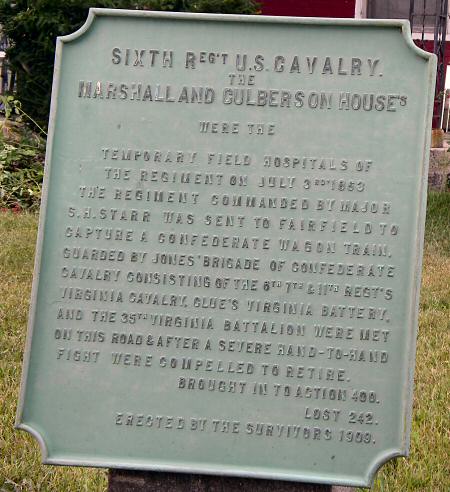 SIXTH REG'T U.S. CAVALRY.
THE
MARSHALL AND CULBERSON HOUSE'S
WERE THE
TEMPORARY FIELD HOSPITALS OF
THE REGIMENT ON JULY 3RD 1863
THE REGIMENT COMMANDED BY MAJOR
S.H. STARR WAS SENT TO FAIRFIELD TO
CAPTURE A CONFEDERATE WAGON TRAIN,
GUARDED BY JONES' BRIGADE OF CONFEDERATE
CAVALRY CONSISTING OF THE 6TH 7TH & 11TH REGT'S
VIRGINIA CAVALRY, CLUE'S VIRGINIA BATTERY,
AND THE 35TH VIRGINIA BATTALION WERE MET
ON THIS ROAD & AFTER A SEVERE HAND-TO-HAND
FIGHT WERE COMPELLED TO RETIRE.
BROUGHT IN TO ACTION 400.
LOST 242.
ERECTED BY THE SURVIVORS 1909.